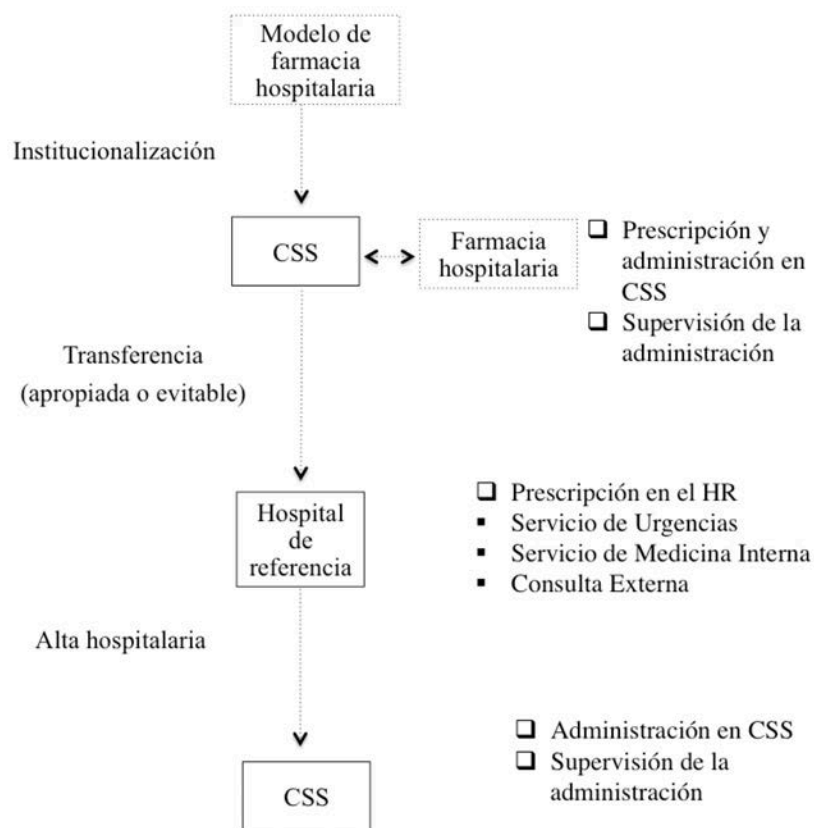 Modelo de
farmacia
hospitalaria
Institucionalización
CSS
Farmacia
hospitalaria
❑ Prescripción y
administración en
CSS
❑ Supervisión de la
administración
Transferencia
(apropiada o evitable)
Hospital
de
referencia
❑ Prescripción en el HR
▪ Servicio de Urgencias
▪ Servicio de Medicina Interna
▪ Consulta Externa
Alta hospitalaria
❑ Administración en CSS
❑ Supervisión de la
administración
CSS